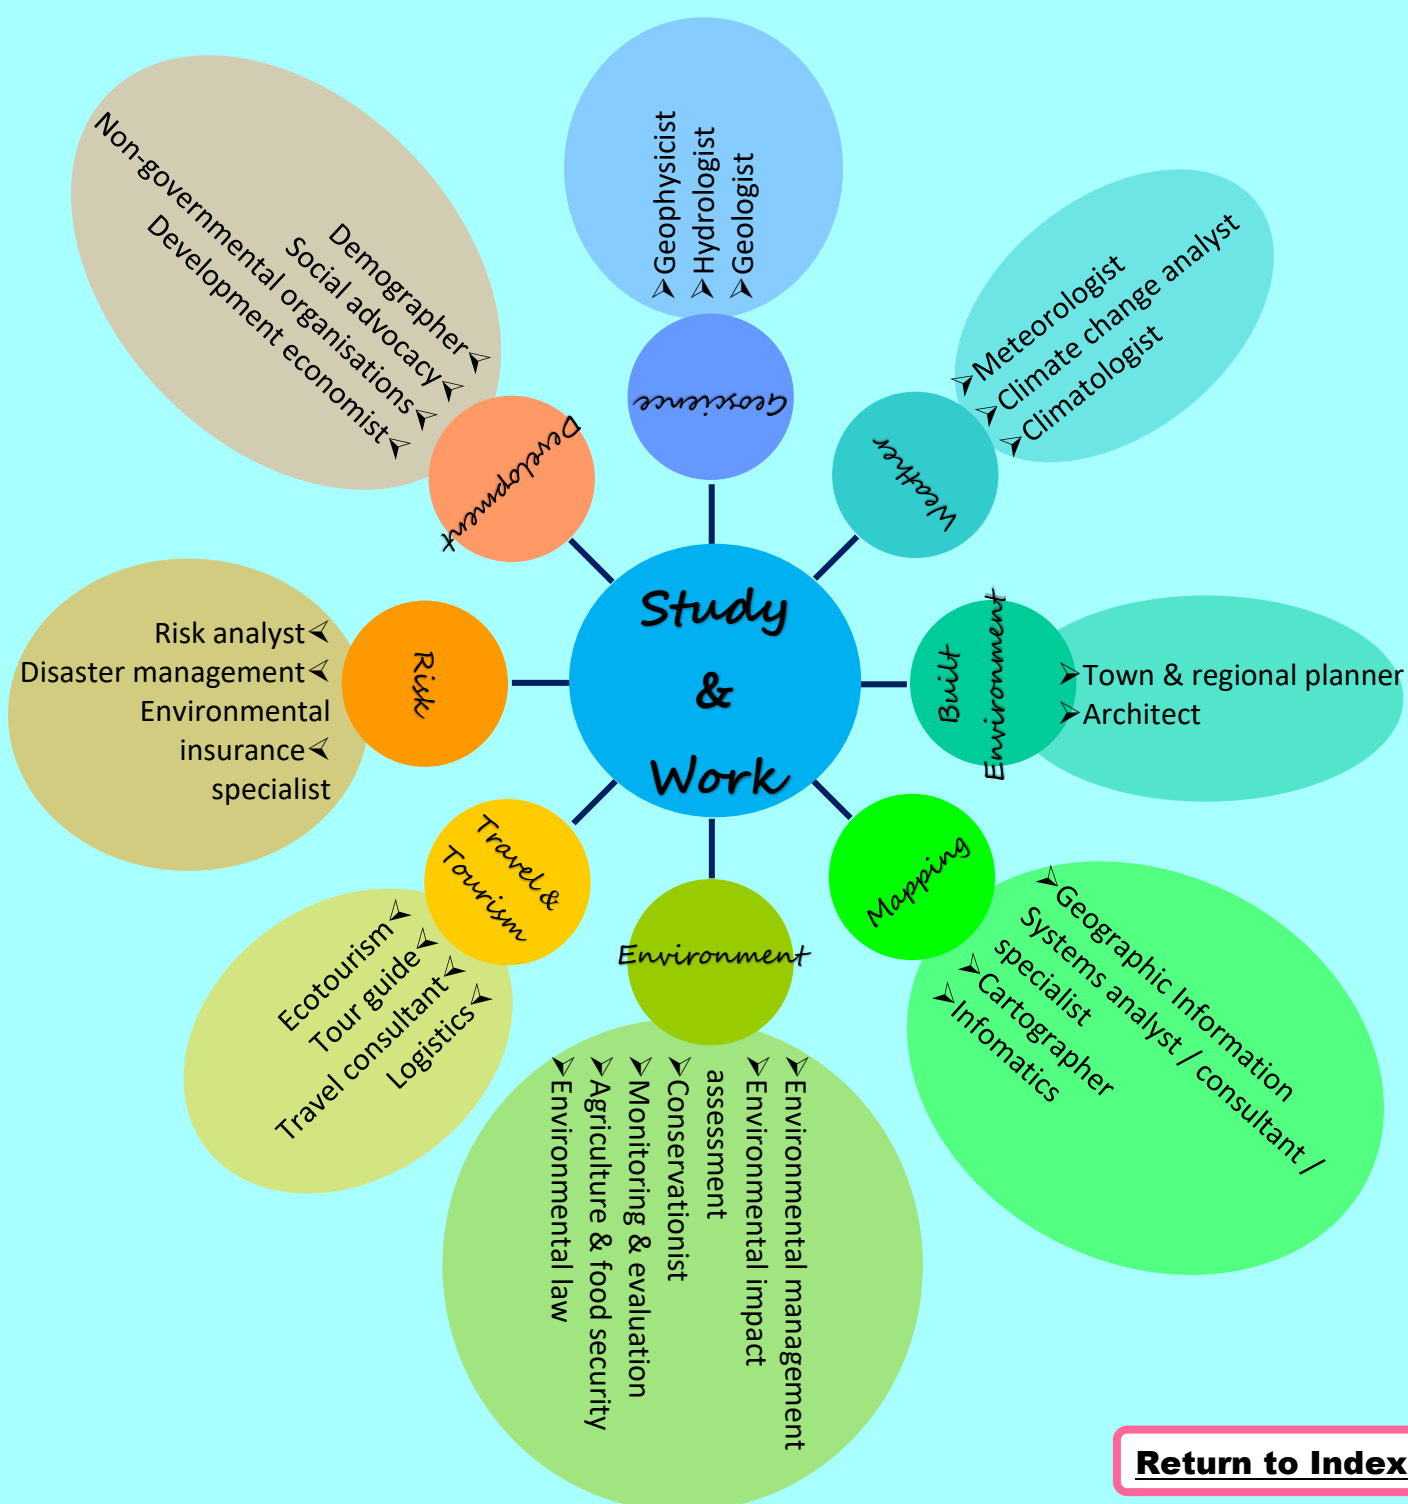 Study
&
Work
Geoscience
Geophysicist
Hydrologist
Geologist
Weather
Meteorologist
Climate change analyst
Climatologist
Built
Environment
Town & regional planner
Architect
Mapping
Geographic Information
Systems analyst / consultant /
specialist
Cartographer
Infomatics
Environment
Environmental management
Environmental impact
assessment
Conservationist
Monitoring & evaluation
Agriculture & food security
Environmental law
Travel &
Tourism
Ecotourism
Tour guide
Travel consultant
Logistics
Risk
Risk analyst
Disaster management
Environmental
insurance
specialist
Development
Demographer
Social advocacy
Non-governmental organisations
Development economist
Return to Index